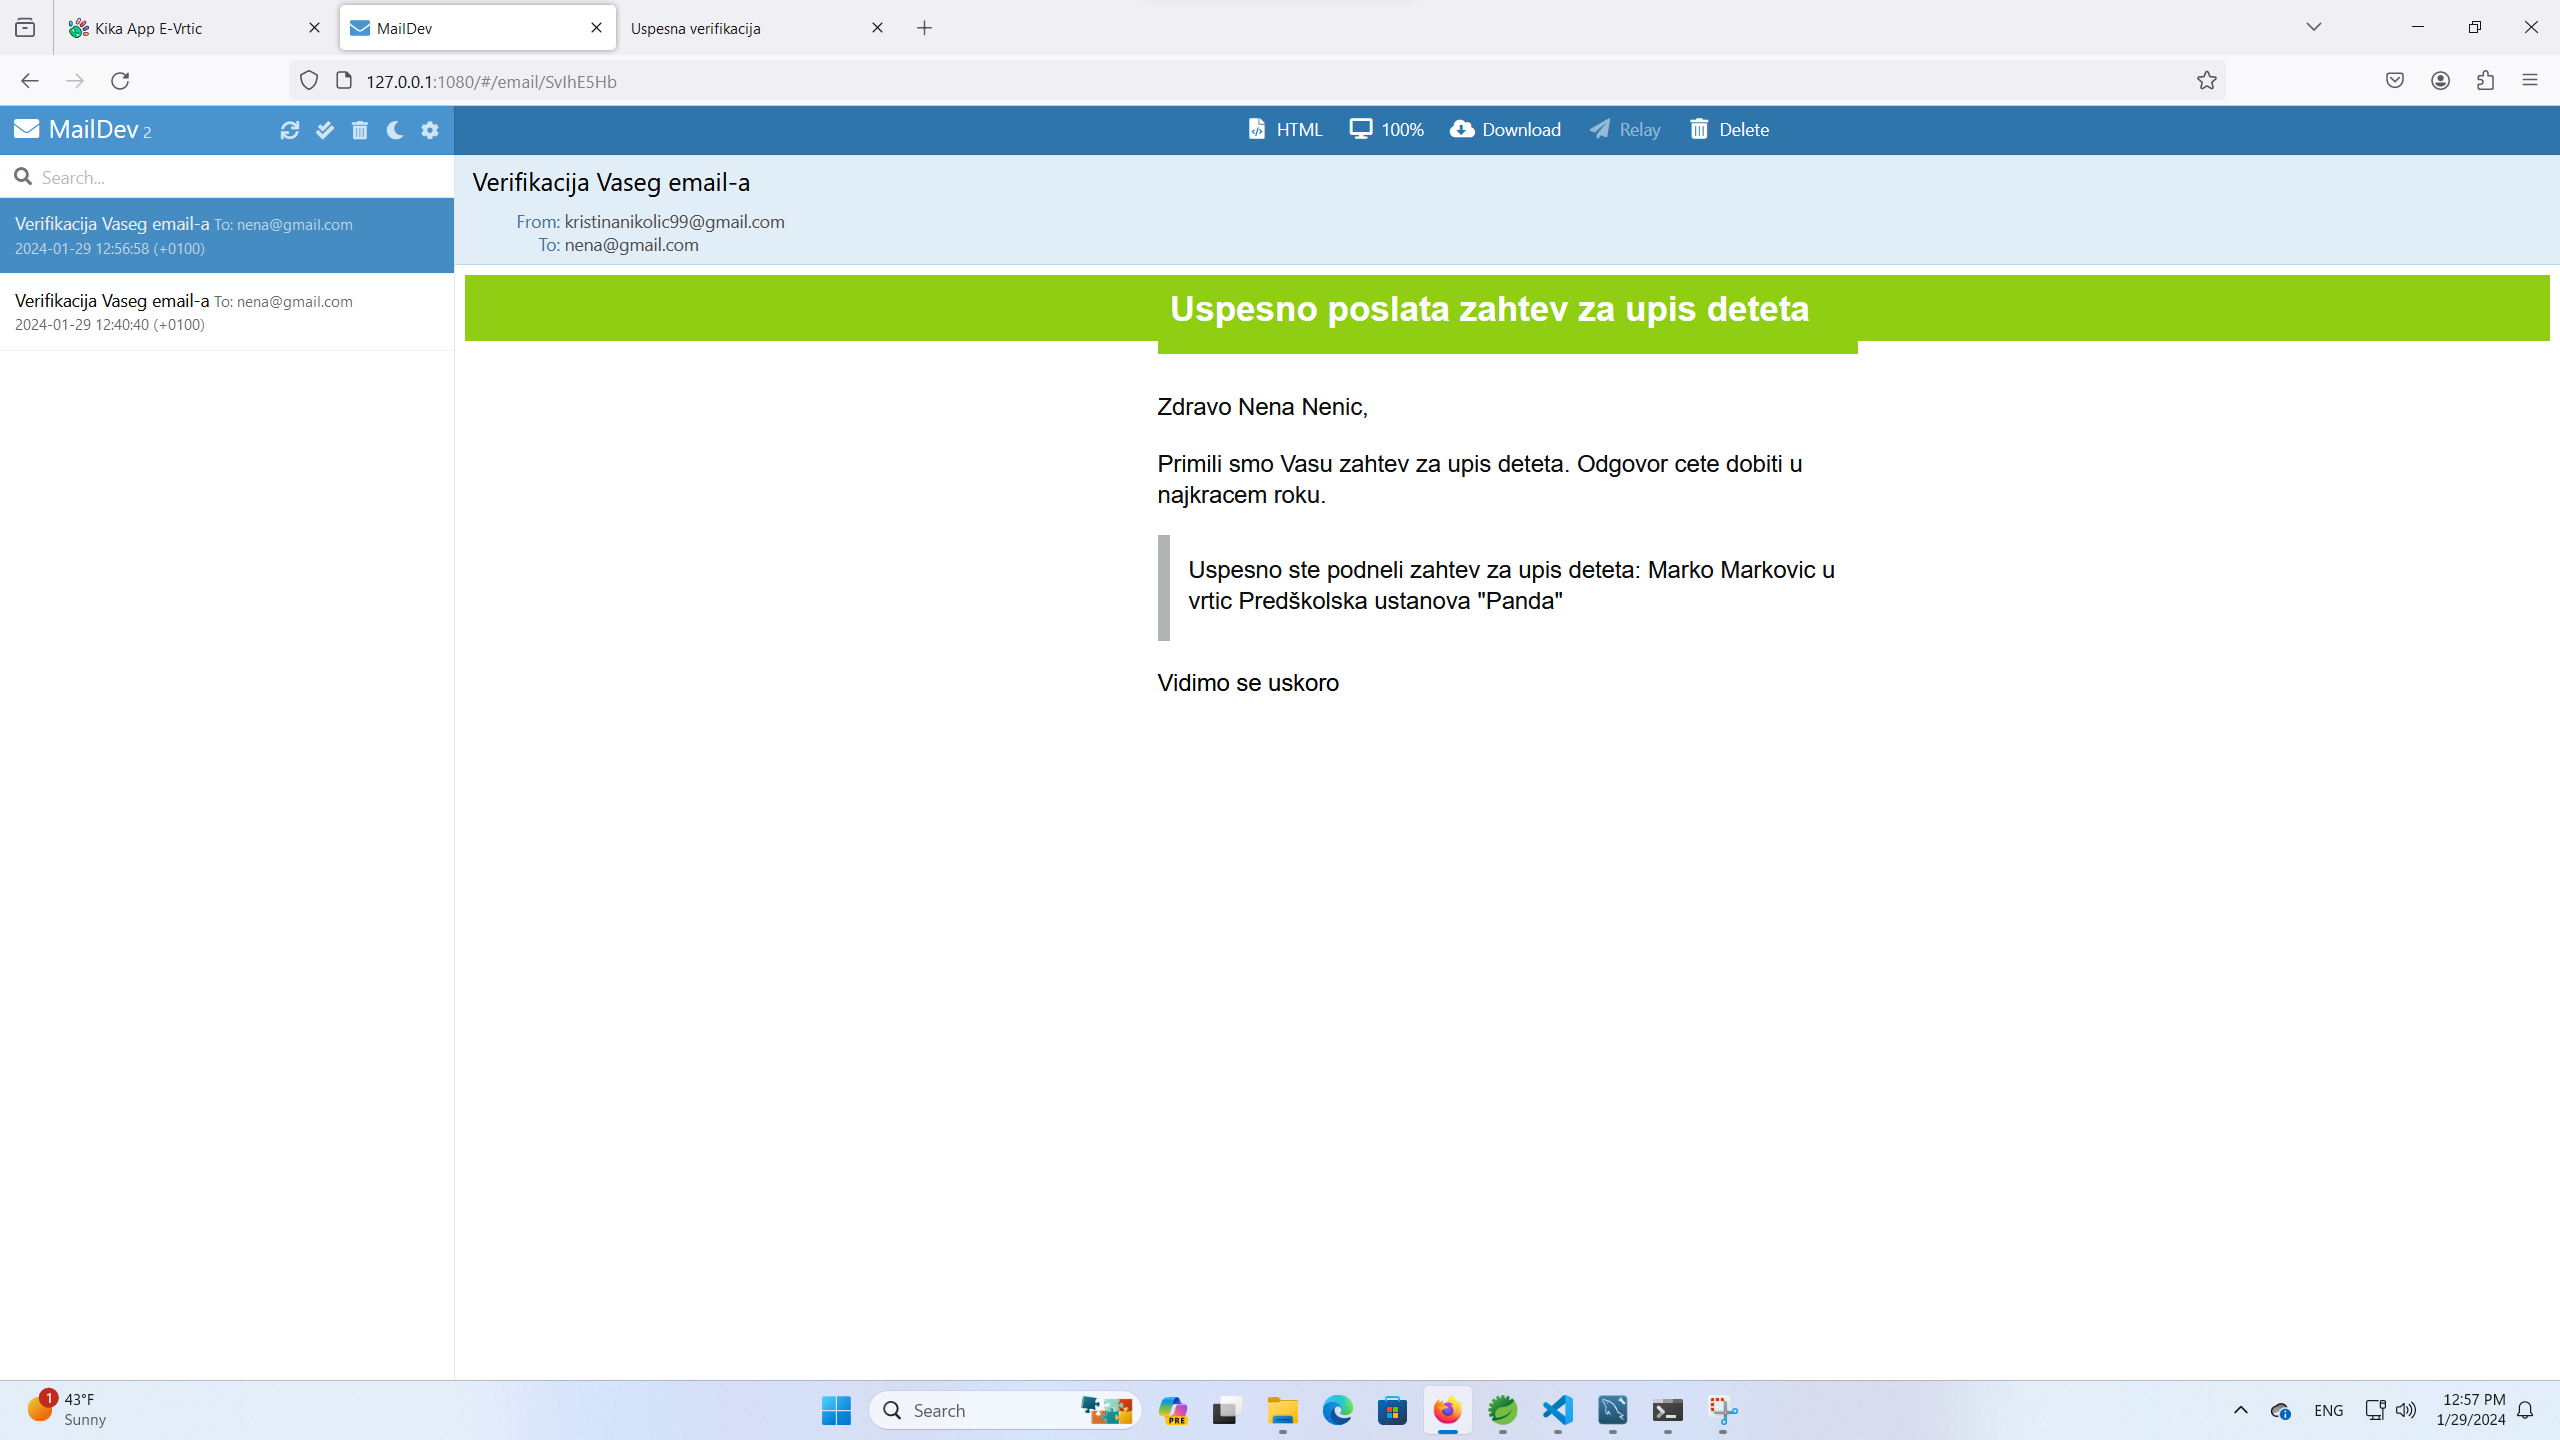 Kika App E-Vrtic
MailDev
Uspesna verifikacija
127.0.0.1:1080/#/email/SvIhE5Hb
MailDev 2
HTML
100%
Download
Relay
Delete
Search...
Verifikacija Vaseg email-a To: nena@gmail.com
2024-01-29 12:56:58 (+0100)
Verifikacija Vaseg email-a To: nena@gmail.com
2024-01-29 12:40:40 (+0100)
Verifikacija Vaseg email-a
From: kristinanikolic99@gmail.com
To: nena@gmail.com
Uspesno poslata zahtev za upis deteta
Zdravo Nena Nenic,
Primili smo Vasu zahtev za upis deteta. Odgovor cete dobiti u
najkracem roku.
Uspesno ste podneli zahtev za upis deteta: Marko Markovic u
vrtic Predškolska ustanova "Panda"
Vidimo se uskoro
1
43°F
Sunny
Search
PRE
ENG
12:57 PM
1/29/2024